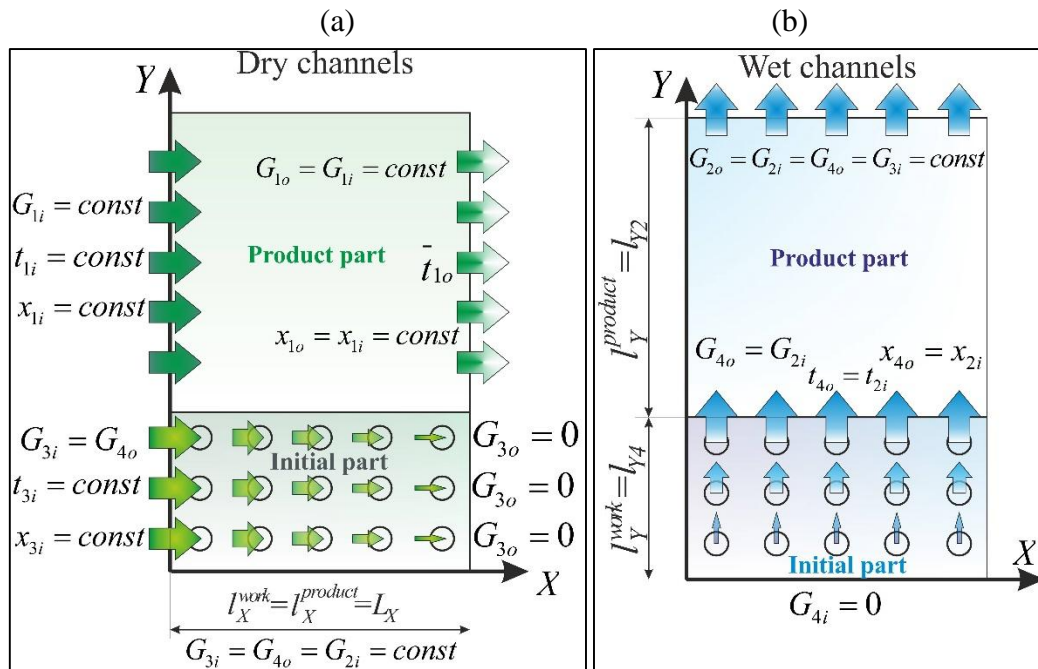 (a)
Dry channels
Y
G₁ₒ = G₁ᵢ = const
G₁ᵢ = const
t₁ᵢ = const
Product part
t̄₁ₒ
x₁ᵢ = const
x₁ₒ = x₁ᵢ = const
G₃ᵢ = G₄ₒ
G₃ₒ = 0
Initial part
t₃ᵢ = const
G₃ₒ = 0
x₃ᵢ = const
G₃ₒ = 0
X
l_X^work = l_X^product = L_X
G₃ᵢ = G₄ₒ = G₂ᵢ = const
(b)
Wet channels
Y
G₂ₒ = G₂ᵢ = G₄ₒ = G₃ᵢ = const
l_Y^product = l_Y2
Product part
G₄ₒ = G₂ᵢ
x₄ₒ = x₂ᵢ
t₄ₒ = t₂ᵢ
l_Y^work = l_Y4
X
Initial part
G₄ᵢ = 0